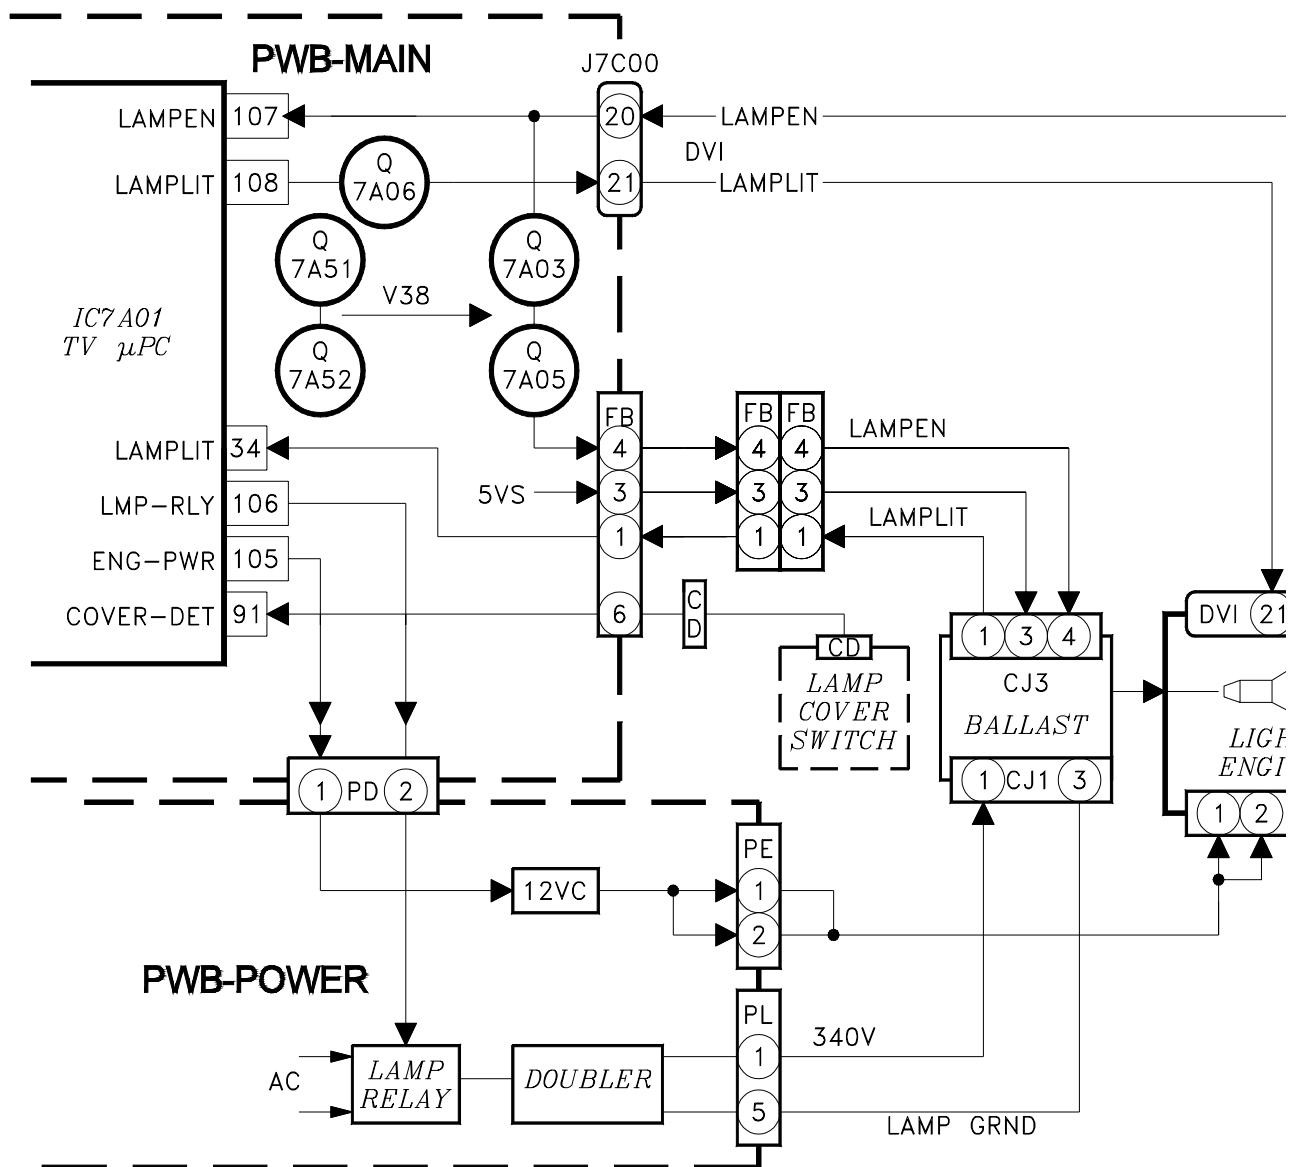 PWB-MAIN
J7C00
LAMPEN 107 20 LAMPEN
DVI
LAMPLIT 108 Q 7A06 21 LAMPLIT
Q 7A51
Q 7A03
V38
IC7A01
TV µPC
Q 7A52
Q 7A05
FB FB FB
LAMPEN
LAMPLIT 34 4 4 4
5VS 3 3 3
LMP-RLY 106
LAMPLIT
1 1 1
ENG-PWR 105
COVER-DET 91 6 CD
DVI 21
1 3 4
CD
LAMP
COVER
SWITCH
CJ3
BALLAST
1 PD 2
1 CJ1 3
1 2
PE
12VC 1
2
PWB-POWER
PL
340V
1
AC
LAMP
RELAY
DOUBLER
5
LAMP GRND